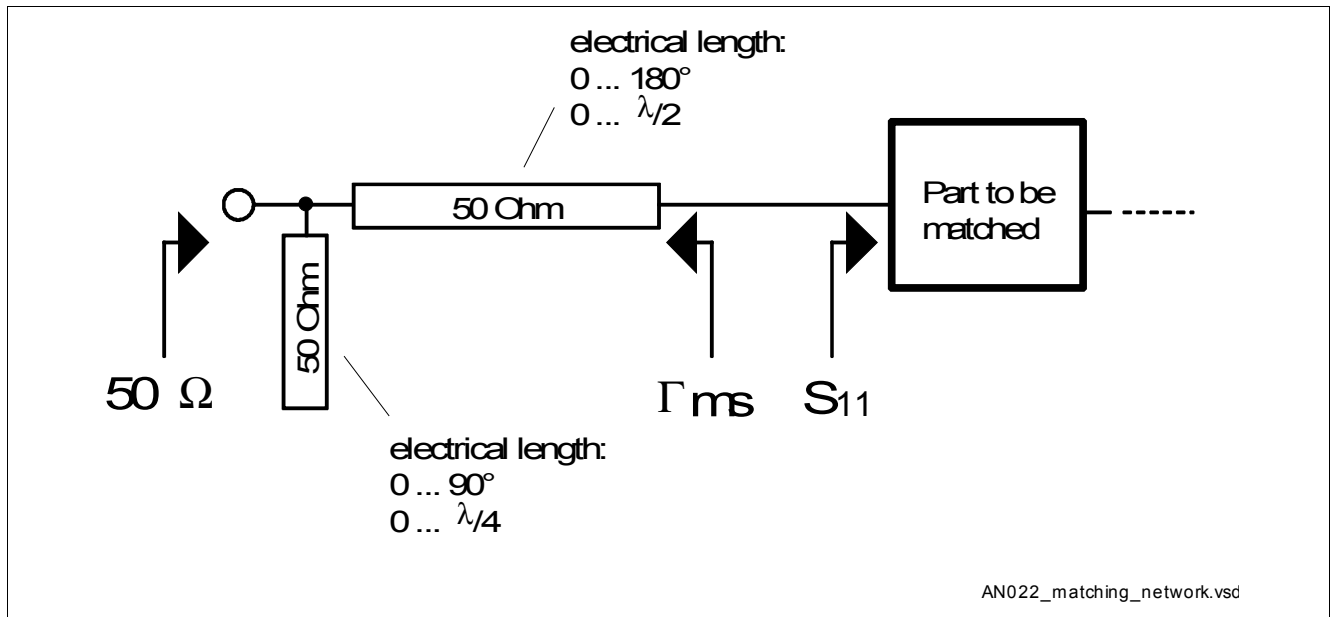 electrical length:
0 ... 180°
0 ... λ/2
50 Ohm
Part to be
matched
50 Ohm
50 Ω
Γms
S11
electrical length:
0 ... 90°
0 ... λ/4
AN022_matching_network.vsd